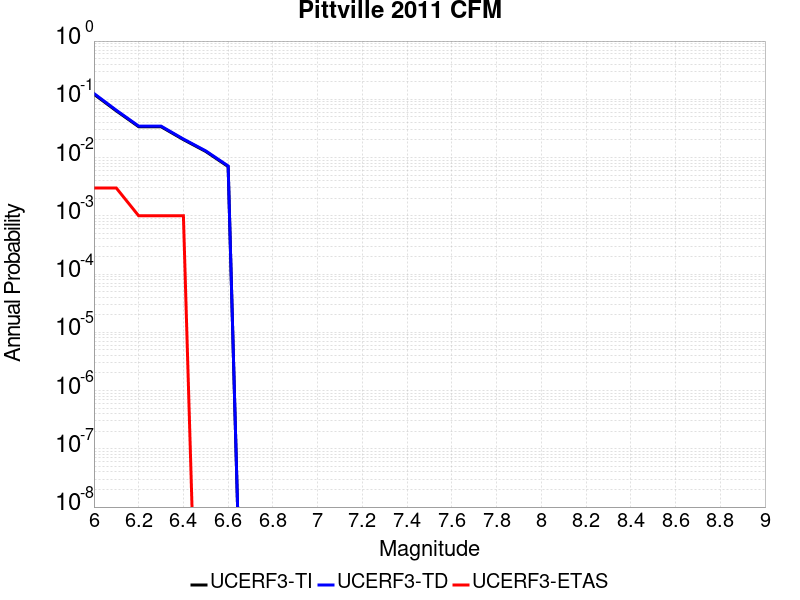 Pittville 2011 CFM
10^0
10^-1
10^-2
10^-3
10^-4
10^-5
10^-6
10^-7
10^-8
Annual Probability
6 6.2 6.4 6.6 6.8 7 7.2 7.4 7.6 7.8 8 8.2 8.4 8.6 8.8 9
Magnitude
UCERF3-TI UCERF3-TD UCERF3-ETAS